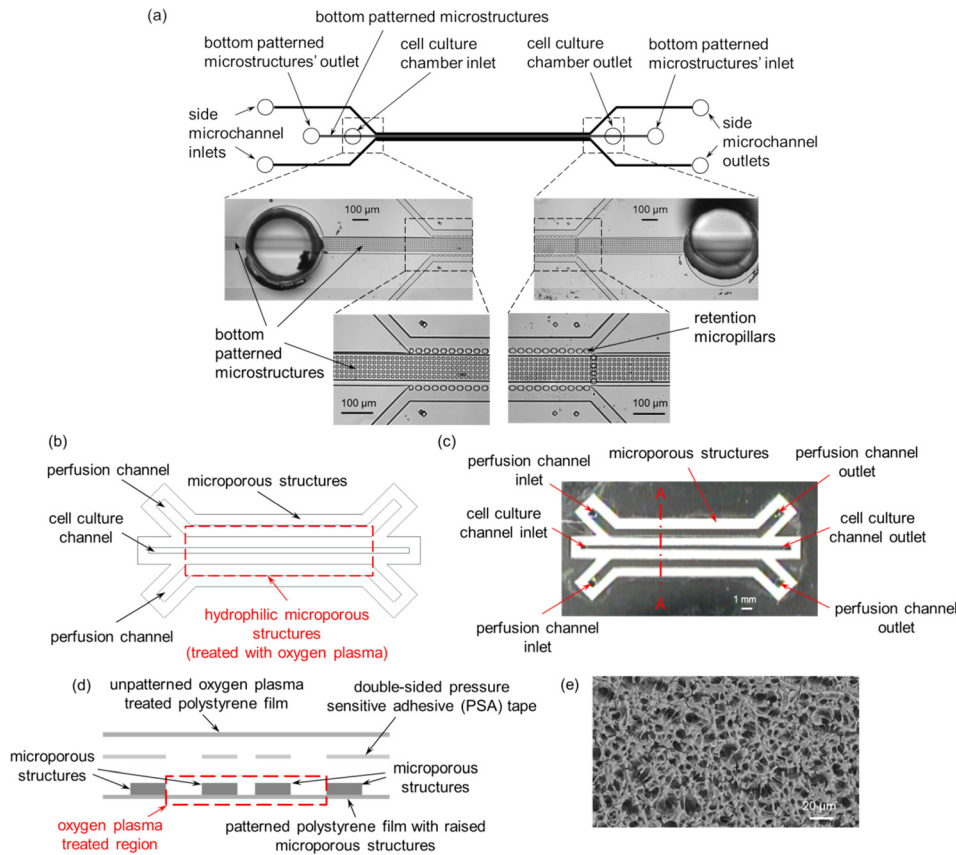 (a)
bottom patterned microstructures
bottom patterned
microstructures' outlet
cell culture
chamber inlet
cell culture
chamber outlet
bottom patterned
microstructures' inlet
side
microchannel
inlets
side
microchannel
outlets
100 µm
100 µm
bottom
patterned
microstructures
retention
micropillars
100 µm
100 µm
(b)
perfusion channel
microporous structures
cell culture
channel
perfusion channel
hydrophilic microporous
structures
(treated with oxygen plasma)
(c)
perfusion channel
inlet
microporous structures
perfusion channel
outlet
cell culture
channel inlet
cell culture
channel outlet
A
A
1 mm
perfusion channel
inlet
perfusion channel
outlet
(d)
unpatterned oxygen plasma
treated polystyrene film
double-sided pressure
sensitive adhesive (PSA) tape
microporous
structures
microporous
structures
oxygen plasma
treated region
patterned polystyrene film with raised
microporous structures
(e)
20 µm